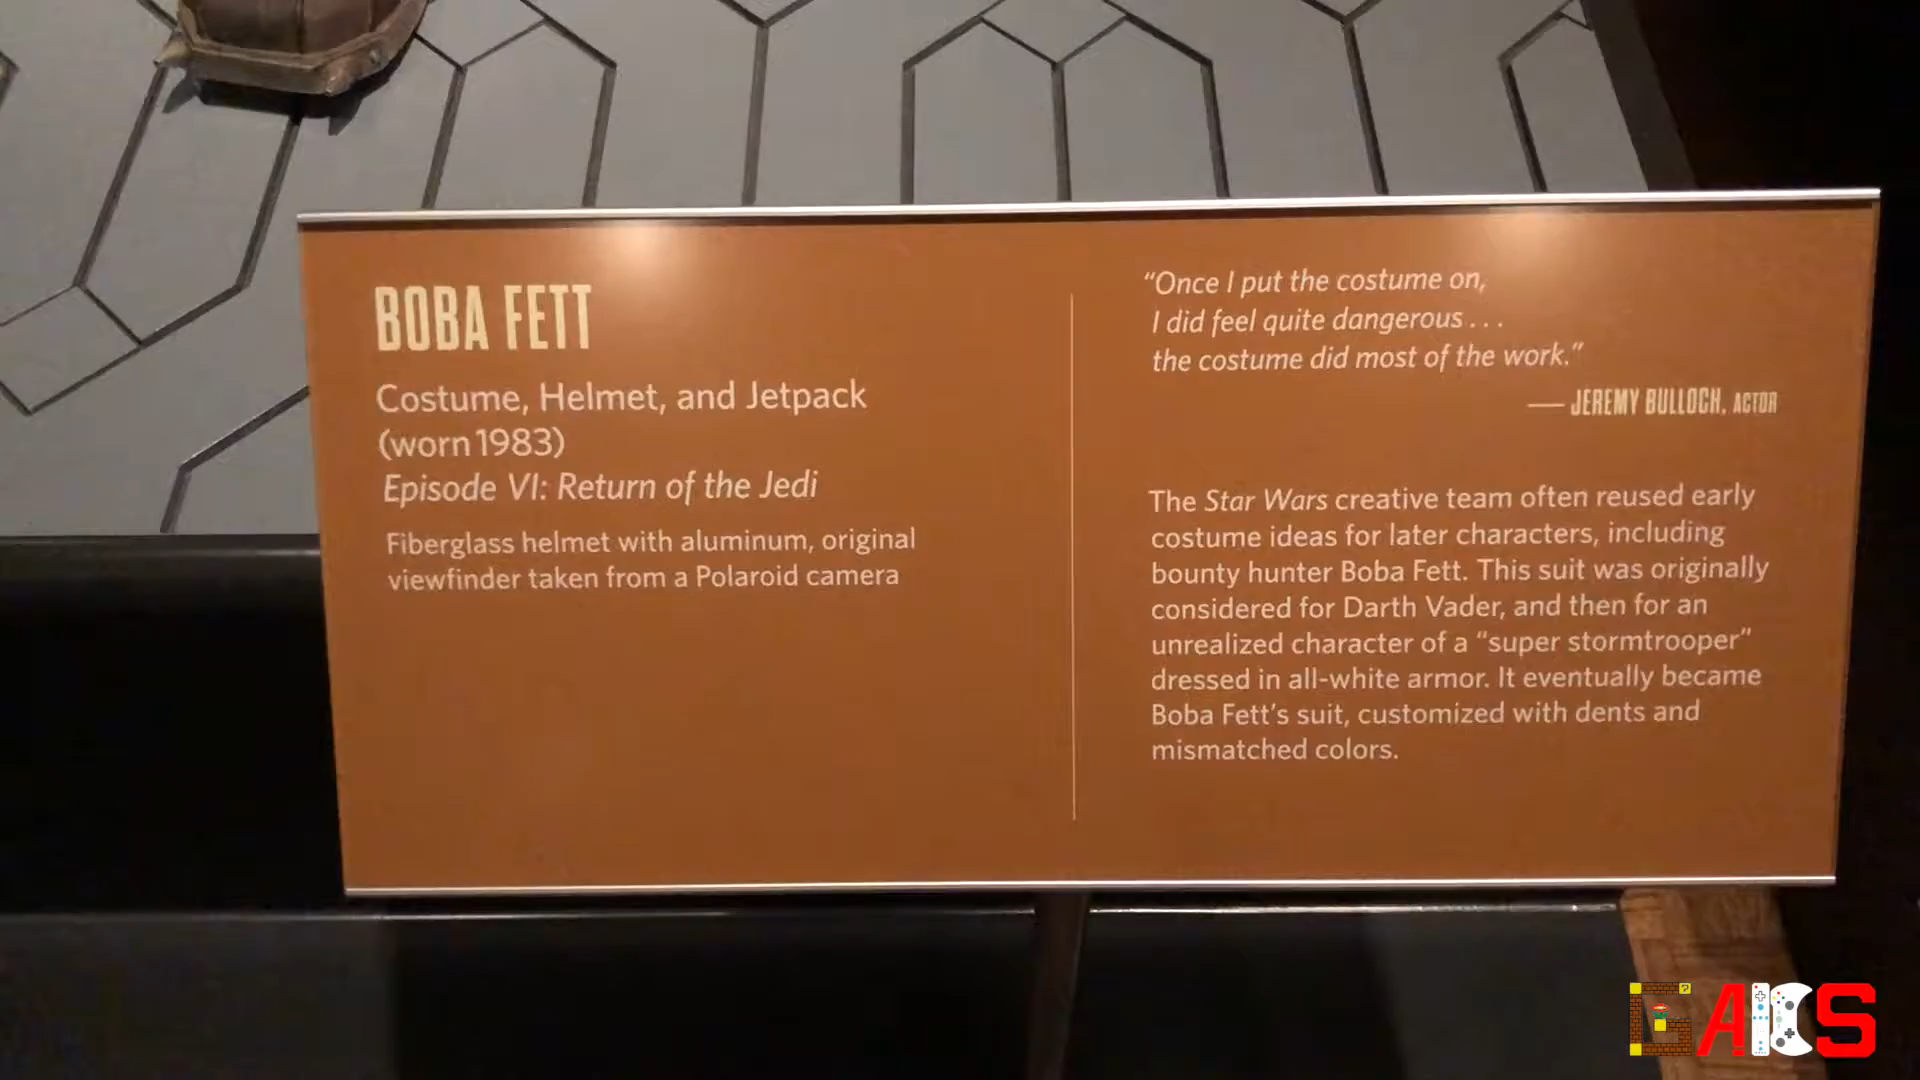 BOBA FETT
Costume, Helmet, and Jetpack
(worn 1983)
Episode VI: Return of the Jedi
Fiberglass helmet with aluminum, original
viewfinder taken from a Polaroid camera
“Once I put the costume on,
I did feel quite dangerous . . .
the costume did most of the work.”
— JEREMY BULLOCH, ACTOR
The Star Wars creative team often reused early
costume ideas for later characters, including
bounty hunter Boba Fett. This suit was originally
considered for Darth Vader, and then for an
unrealized character of a “super stormtrooper”
dressed in all-white armor. It eventually became
Boba Fett’s suit, customized with dents and
mismatched colors.